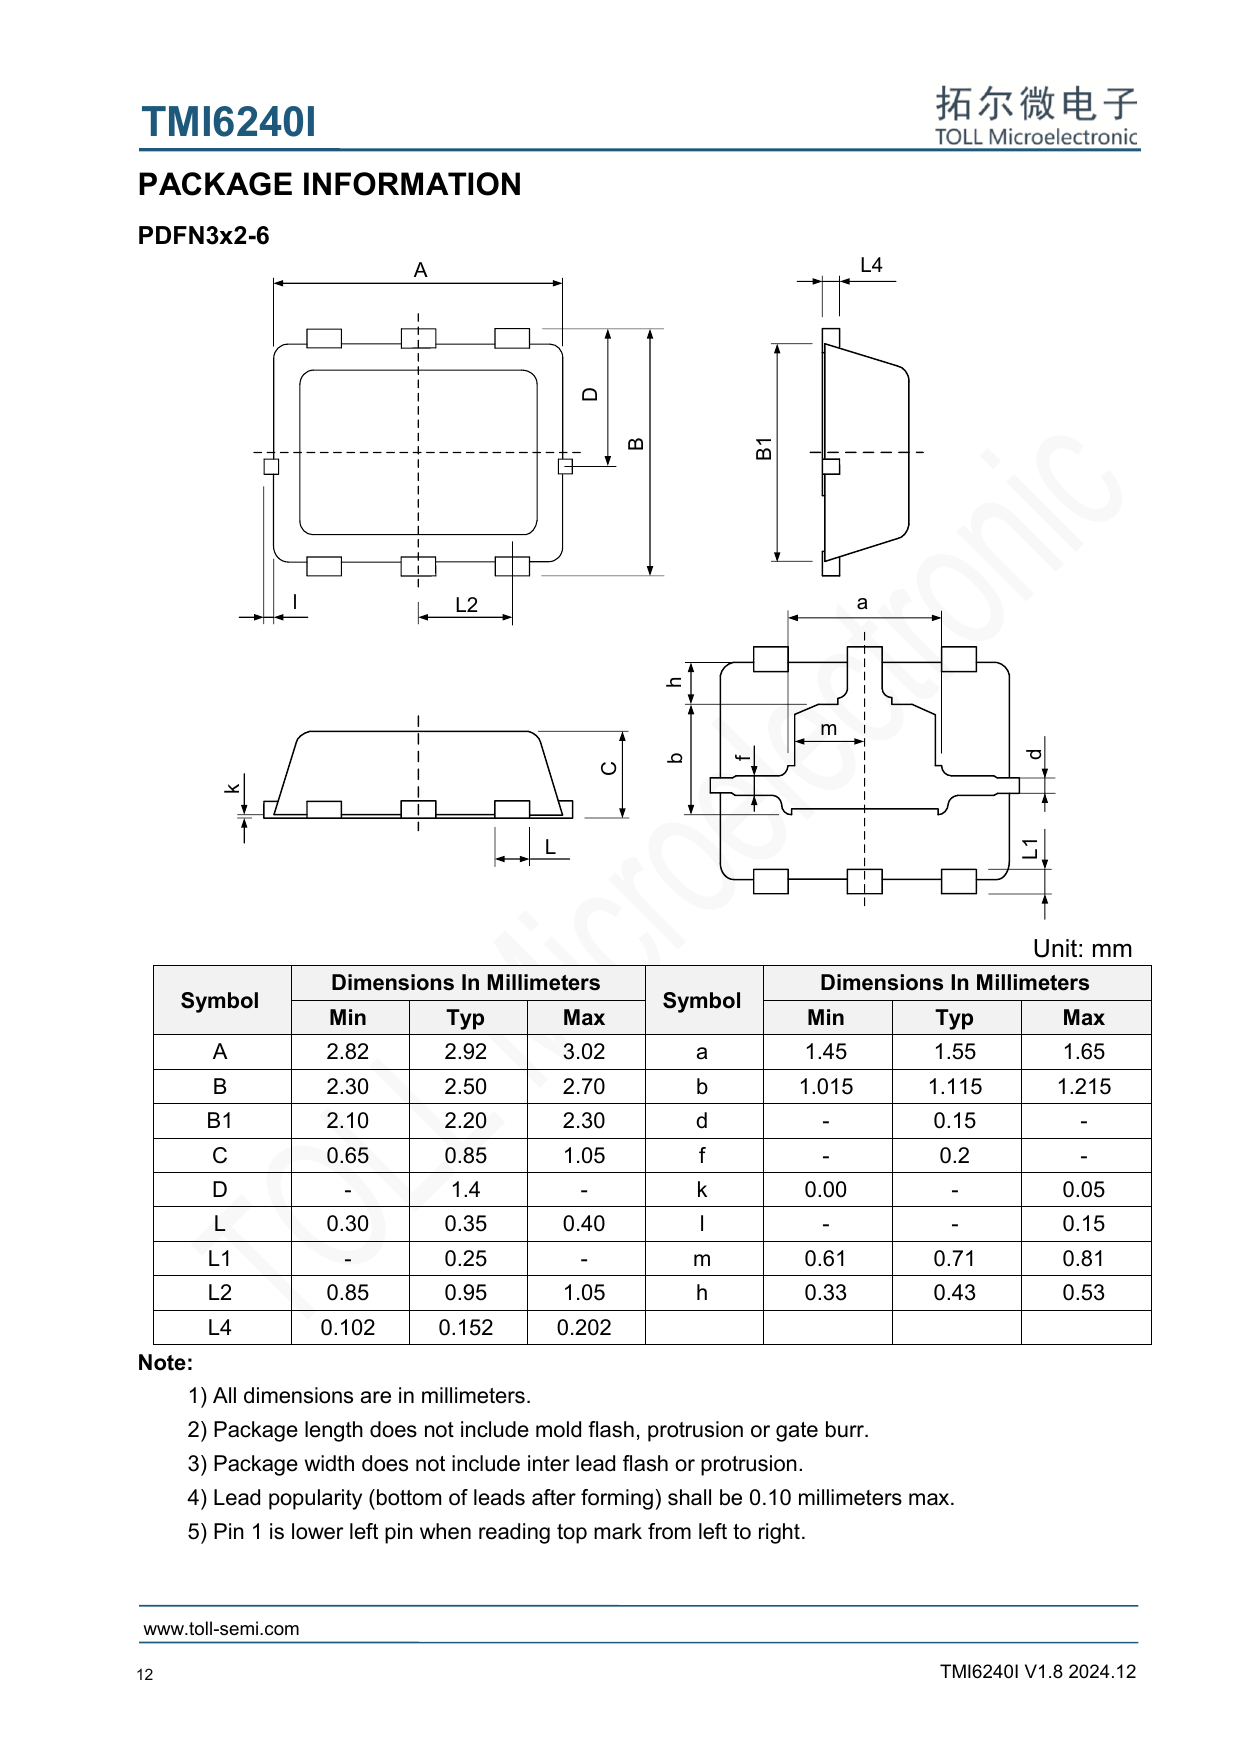 TMI6240I
拓尔微电子
TOLL Microelectronic
PACKAGE INFORMATION
PDFN3x2-6
A
L4
D
B
B1
l
L2
a
h
m
b
f
d
C
k
L
L1
Unit: mm
Symbol Dimensions In Millimeters Symbol Dimensions In Millimeters
Min Typ Max Min Typ Max
A 2.82 2.92 3.02 a 1.45 1.55 1.65
B 2.30 2.50 2.70 b 1.015 1.115 1.215
B1 2.10 2.20 2.30 d - 0.15 -
C 0.65 0.85 1.05 f - 0.2 -
D - 1.4 - k 0.00 - 0.05
L 0.30 0.35 0.40 l - - 0.15
L1 - 0.25 - m 0.61 0.71 0.81
L2 0.85 0.95 1.05 h 0.33 0.43 0.53
L4 0.102 0.152 0.202
TOLL Microelectronic
Note:
1) All dimensions are in millimeters.
2) Package length does not include mold flash, protrusion or gate burr.
3) Package width does not include inter lead flash or protrusion.
4) Lead popularity (bottom of leads after forming) shall be 0.10 millimeters max.
5) Pin 1 is lower left pin when reading top mark from left to right.
www.toll-semi.com
12
TMI6240I V1.8 2024.12